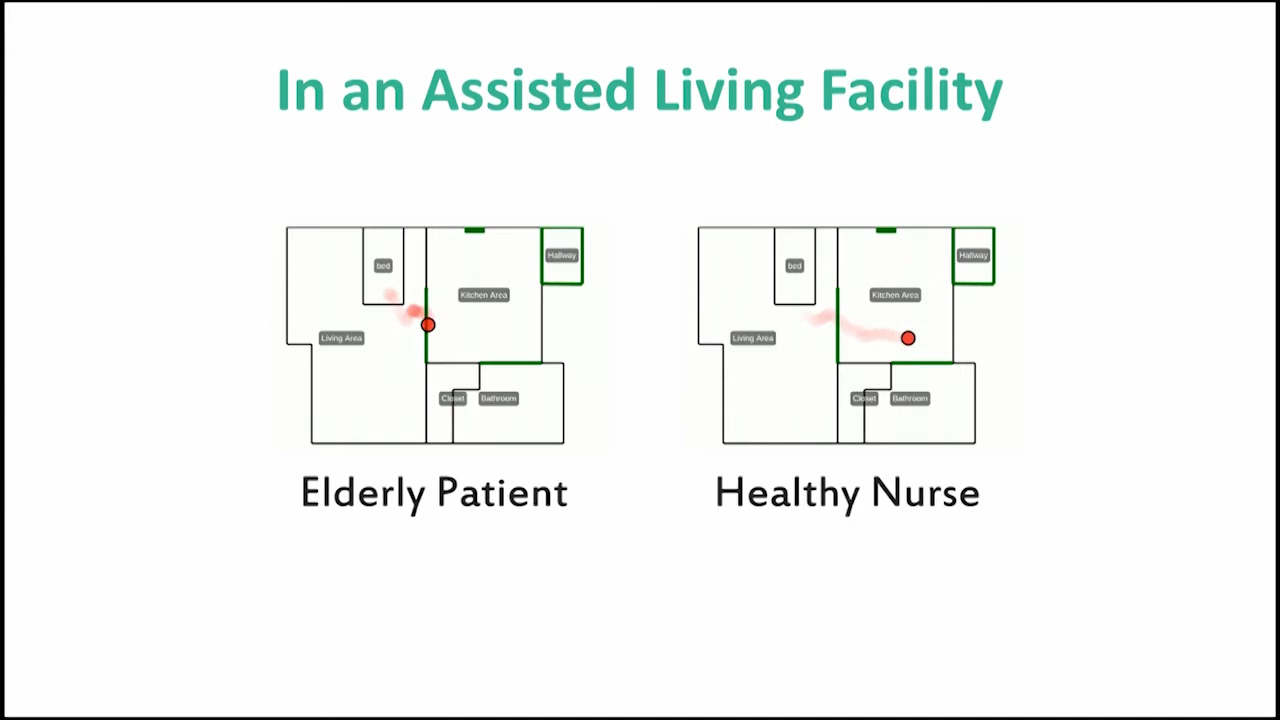 In an Assisted Living Facility
bed
Kitchen Area
Hallway
Living Area
Closet
Bathroom
Elderly Patient
bed
Kitchen Area
Hallway
Living Area
Closet
Bathroom
Healthy Nurse